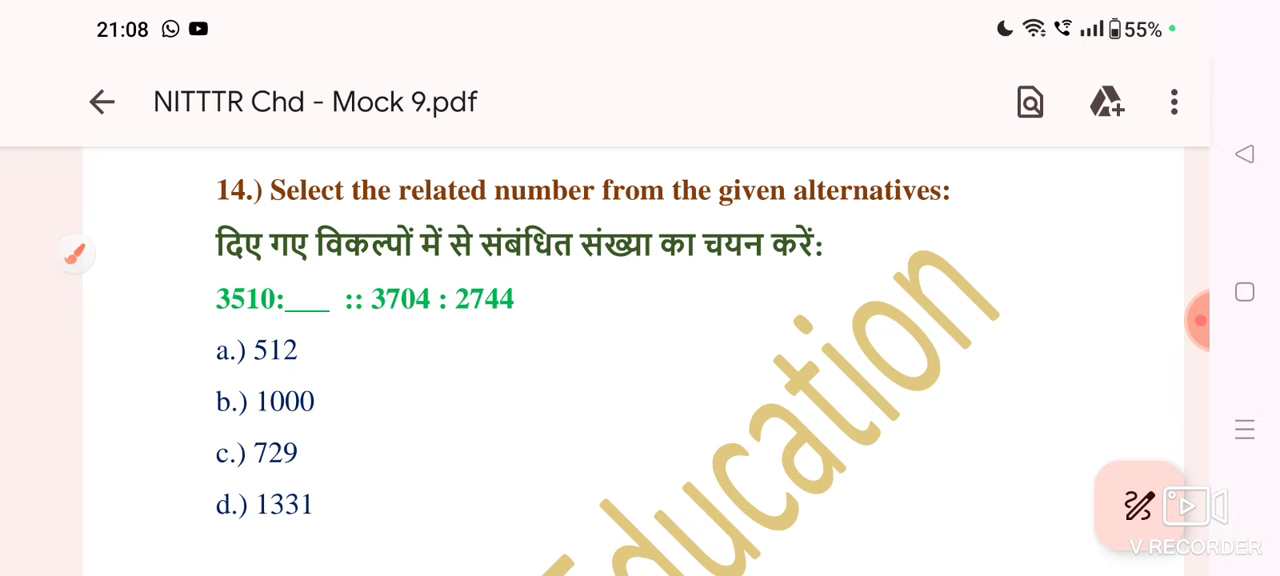 21:08 55%
NITTTR Chd - Mock 9.pdf
14.) Select the related number from the given alternatives:
दिए गए विकल्पों में से संबंधित संख्या का चयन करें:
3510:___ :: 3704 : 2744
a.) 512
b.) 1000
c.) 729
d.) 1331
Education
V RECORDER